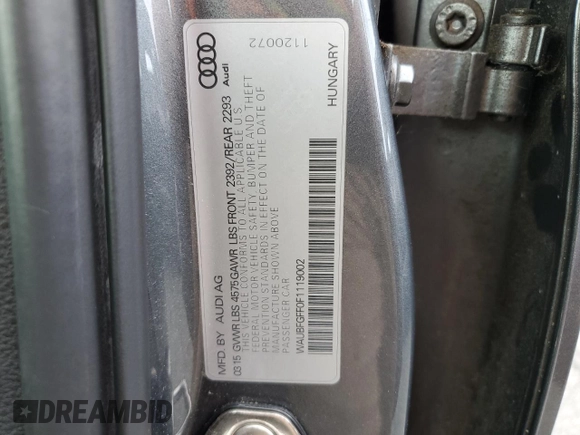 Audi
1120072
MFD. BY AUDI AG
03.15 GVWR LBS 4575 GAWR LBS FRONT 2392/REAR 2293
THIS VEHICLE CONFORMS TO ALL APPLICABLE U.S.
FEDERAL MOTOR VEHICLE SAFETY, BUMPER AND THEFT
PREVENTION STANDARDS IN EFFECT ON THE DATE OF
MANUFACTURE SHOWN ABOVE
PASSENGER CAR
WAUBFGFF0F1119002
HUNGARY
DREAMBID